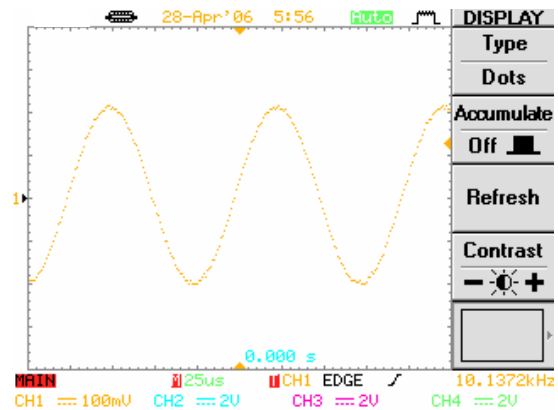 28-Apr'06 5:56 Auto DISPLAY
Type
Dots
Accumulate
Off
1
Refresh
Contrast
0.000 s
MAIN M 25us T CH1 EDGE 10.1372kHz
CH1 100mV CH2 2V CH3 2V CH4 2V